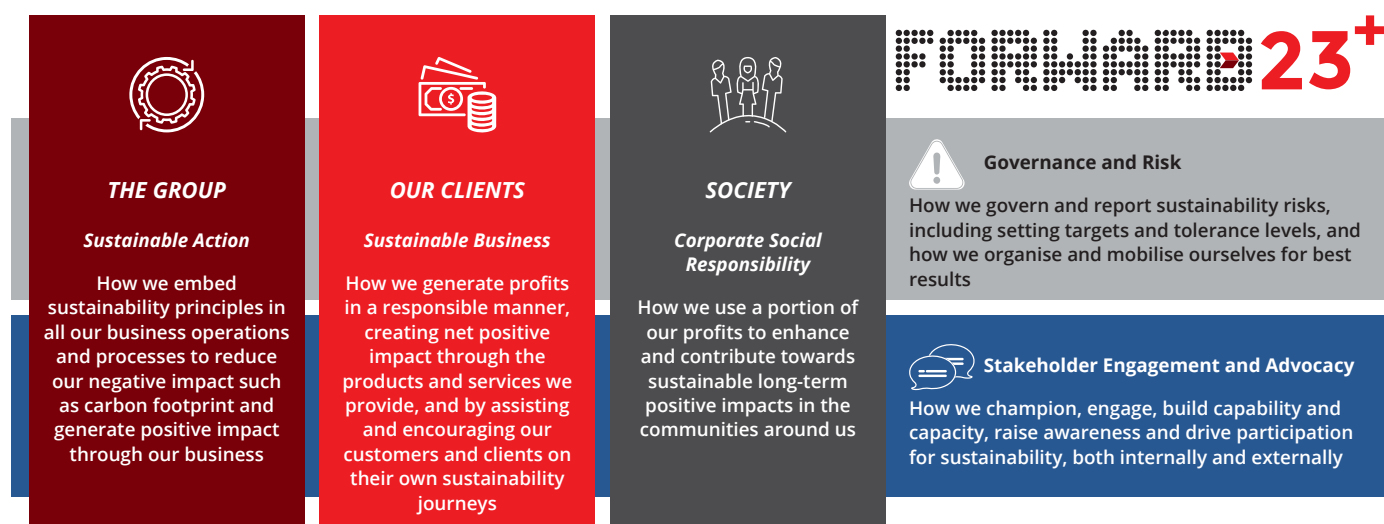 THE GROUP
Sustainable Action
How we embed
sustainability principles in
all our business operations
and processes to reduce
our negative impact such
as carbon footprint and
generate positive impact
through our business
OUR CLIENTS
Sustainable Business
How we generate profits
in a responsible manner,
creating net positive
impact through the
products and services we
provide, and by assisting
and encouraging our
customers and clients on
their own sustainability
journeys
SOCIETY
Corporate Social
Responsibility
How we use a portion of
our profits to enhance
and contribute towards
sustainable long-term
positive impacts in the
communities around us
FORWARD23+
Governance and Risk
How we govern and report sustainability risks,
including setting targets and tolerance levels, and
how we organise and mobilise ourselves for best
results
Stakeholder Engagement and Advocacy
How we champion, engage, build capability and
capacity, raise awareness and drive participation
for sustainability, both internally and externally